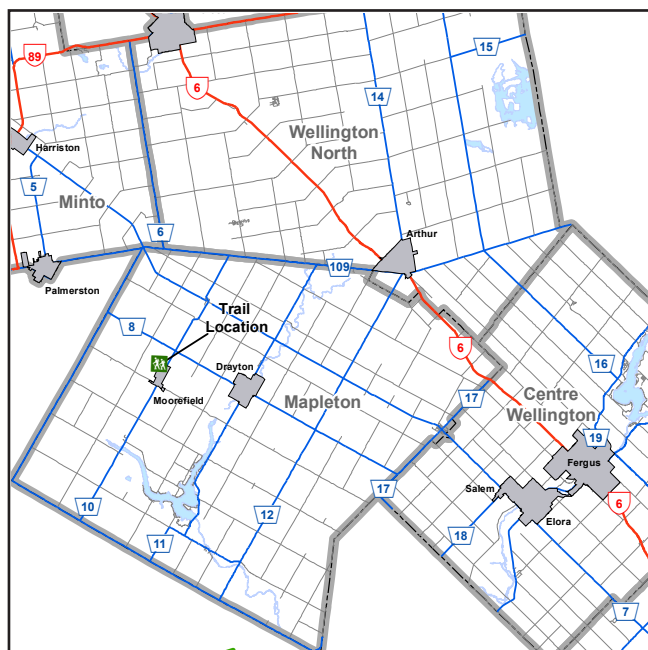 89
6
14
15
Wellington
North
Harriston
5
Minto
6
Arthur
109
Palmerston
Trail
Location
8
6
16
Drayton
Moorefield
Mapleton
17
Centre
Wellington
19
Fergus
Salem
17
10
12
Elora
6
11
18
7